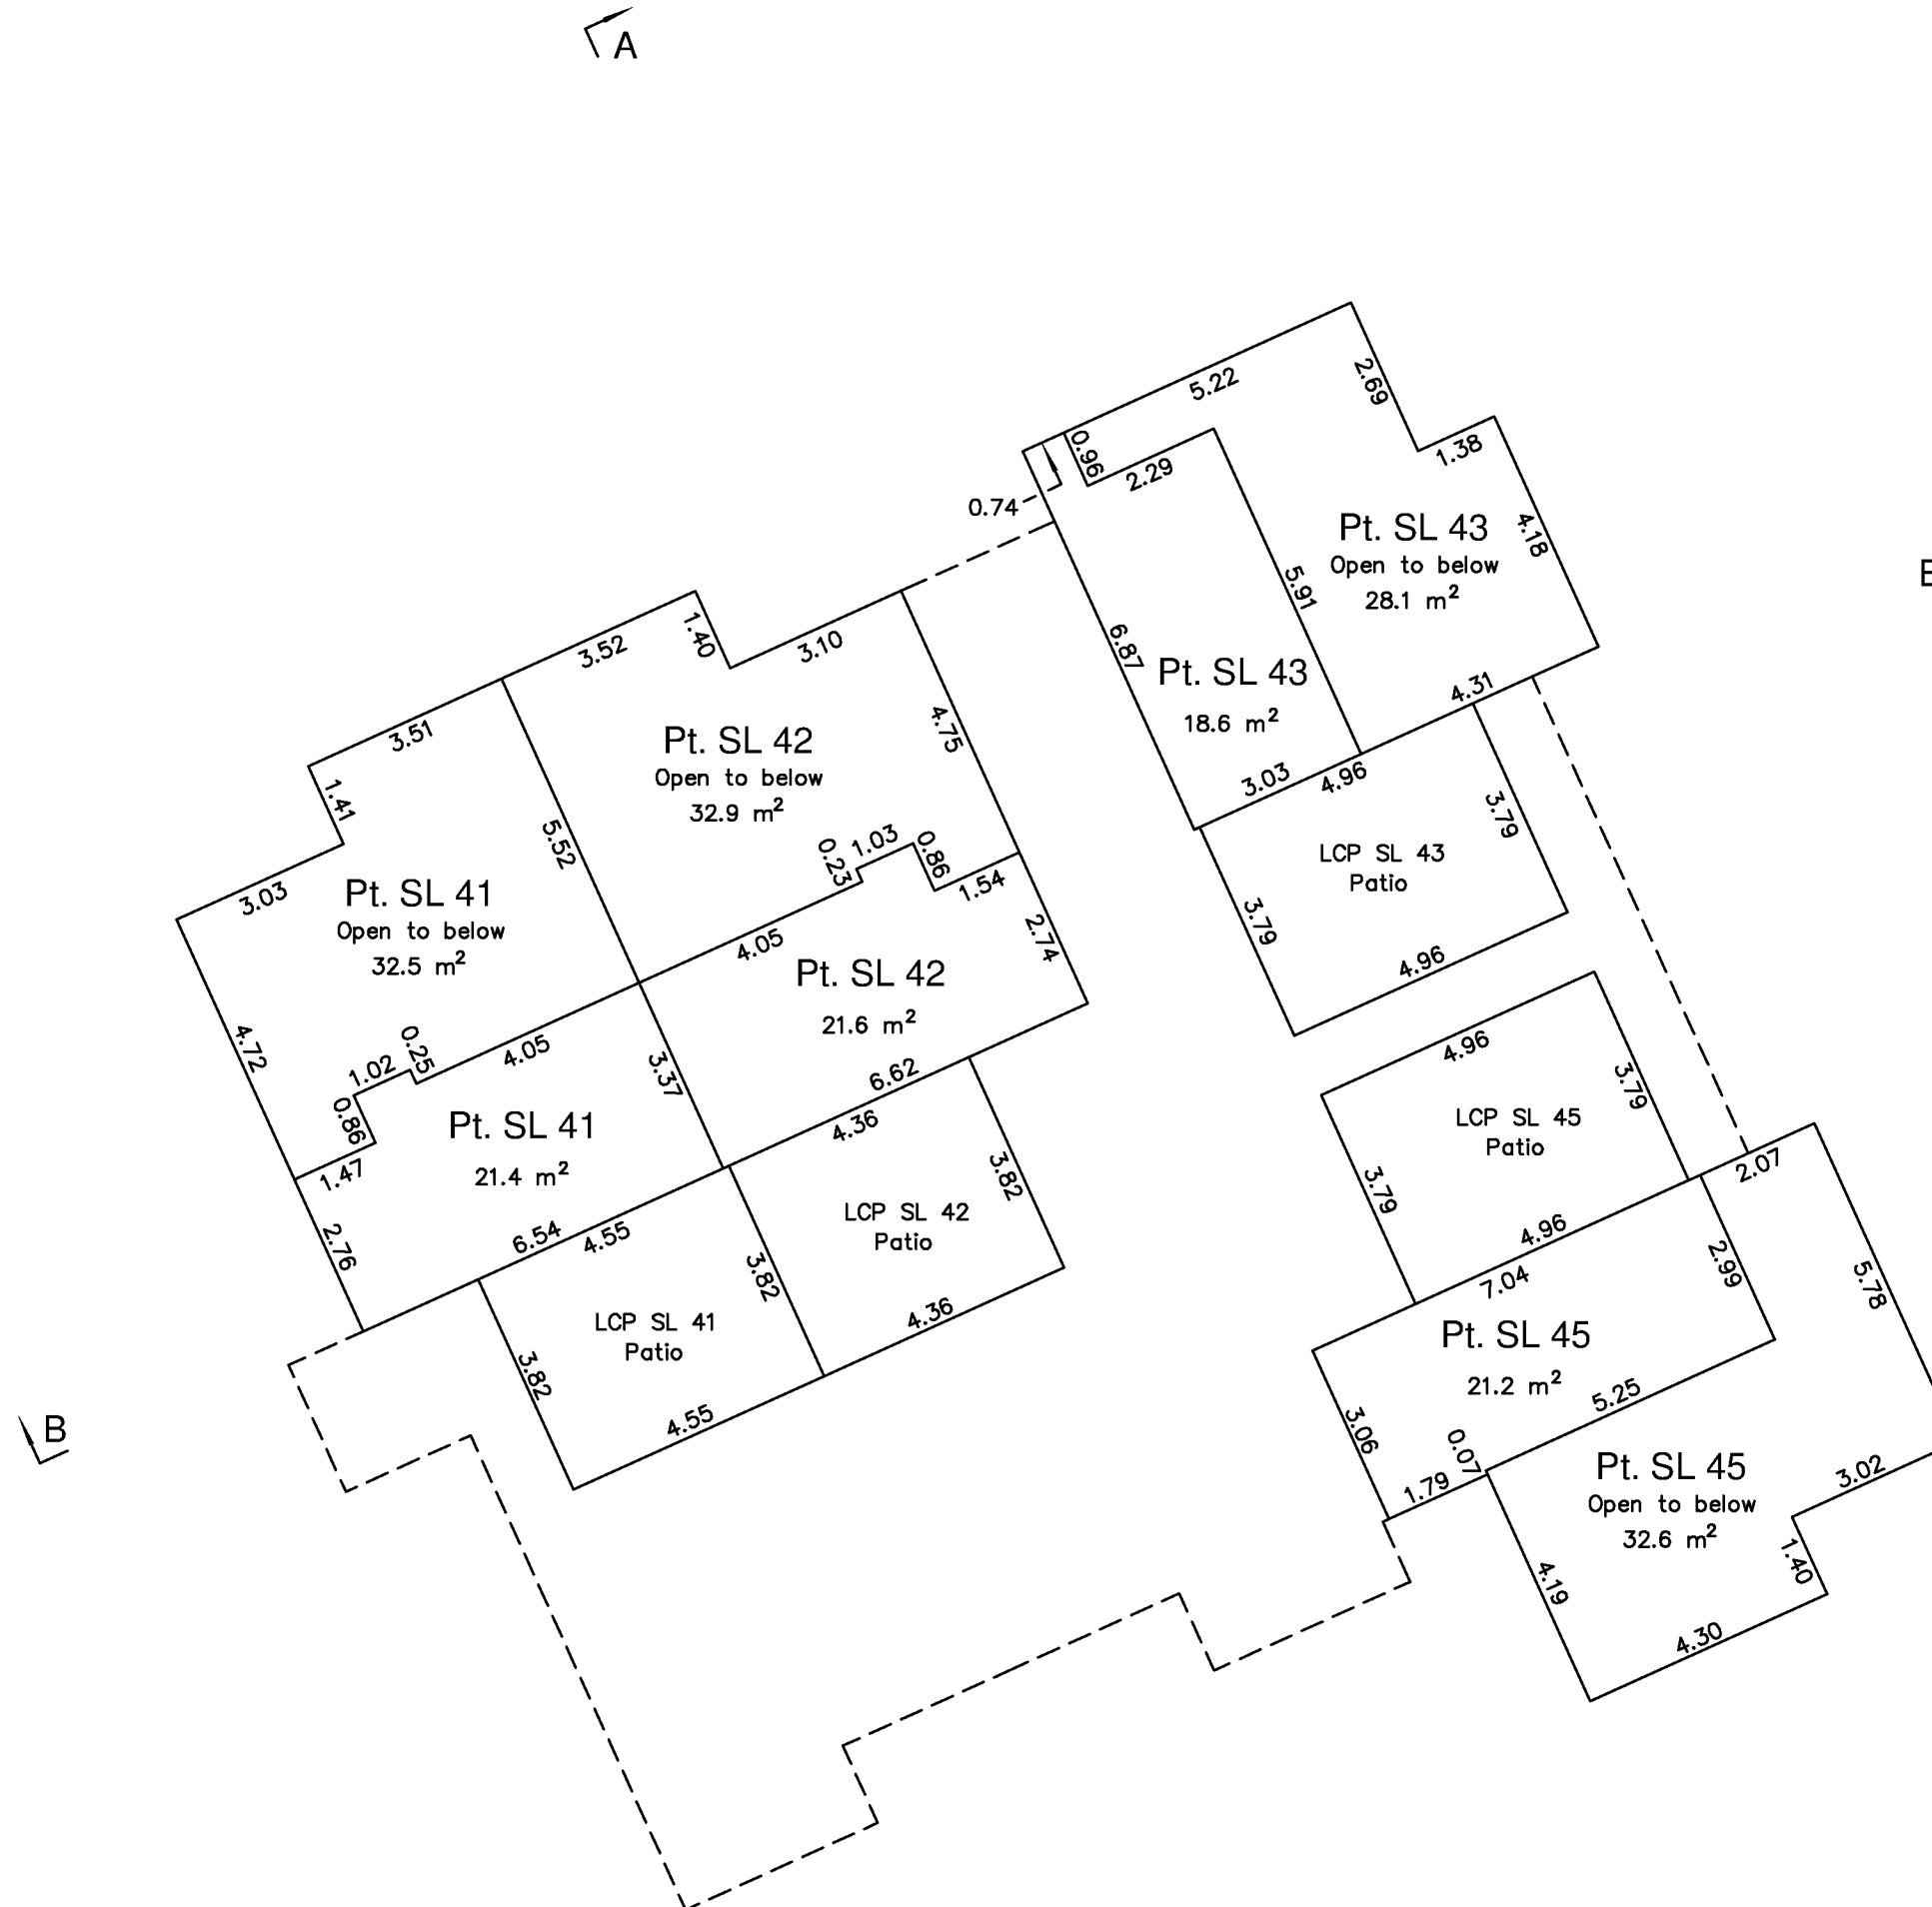 A
5.22
2.69
1.38
0.96
2.29
0.74
4.18
Pt. SL 43
Open to below
28.1 m²
5.91
6.87
Pt. SL 43
18.6 m²
4.31
3.03
4.96
3.79
LCP SL 43
Patio
3.79
4.96
3.52
1.40
3.10
3.51
1.41
3.03
Pt. SL 42
Open to below
32.9 m²
4.75
5.52
0.23
1.03
0.86
1.54
Pt. SL 41
Open to below
32.5 m²
4.05
2.74
Pt. SL 42
21.6 m²
4.72
0.25
1.02
4.05
0.86
1.47
3.37
6.62
4.36
Pt. SL 41
21.4 m²
2.76
6.54
4.55
3.82
LCP SL 42
Patio
3.82
4.36
LCP SL 41
Patio
3.82
4.55
B
4.96
3.79
LCP SL 45
Patio
3.79
4.96
2.07
7.04
2.99
5.78
Pt. SL 45
21.2 m²
5.25
3.06
0.07
1.79
Pt. SL 45
Open to below
32.6 m²
3.02
1.40
4.19
4.30